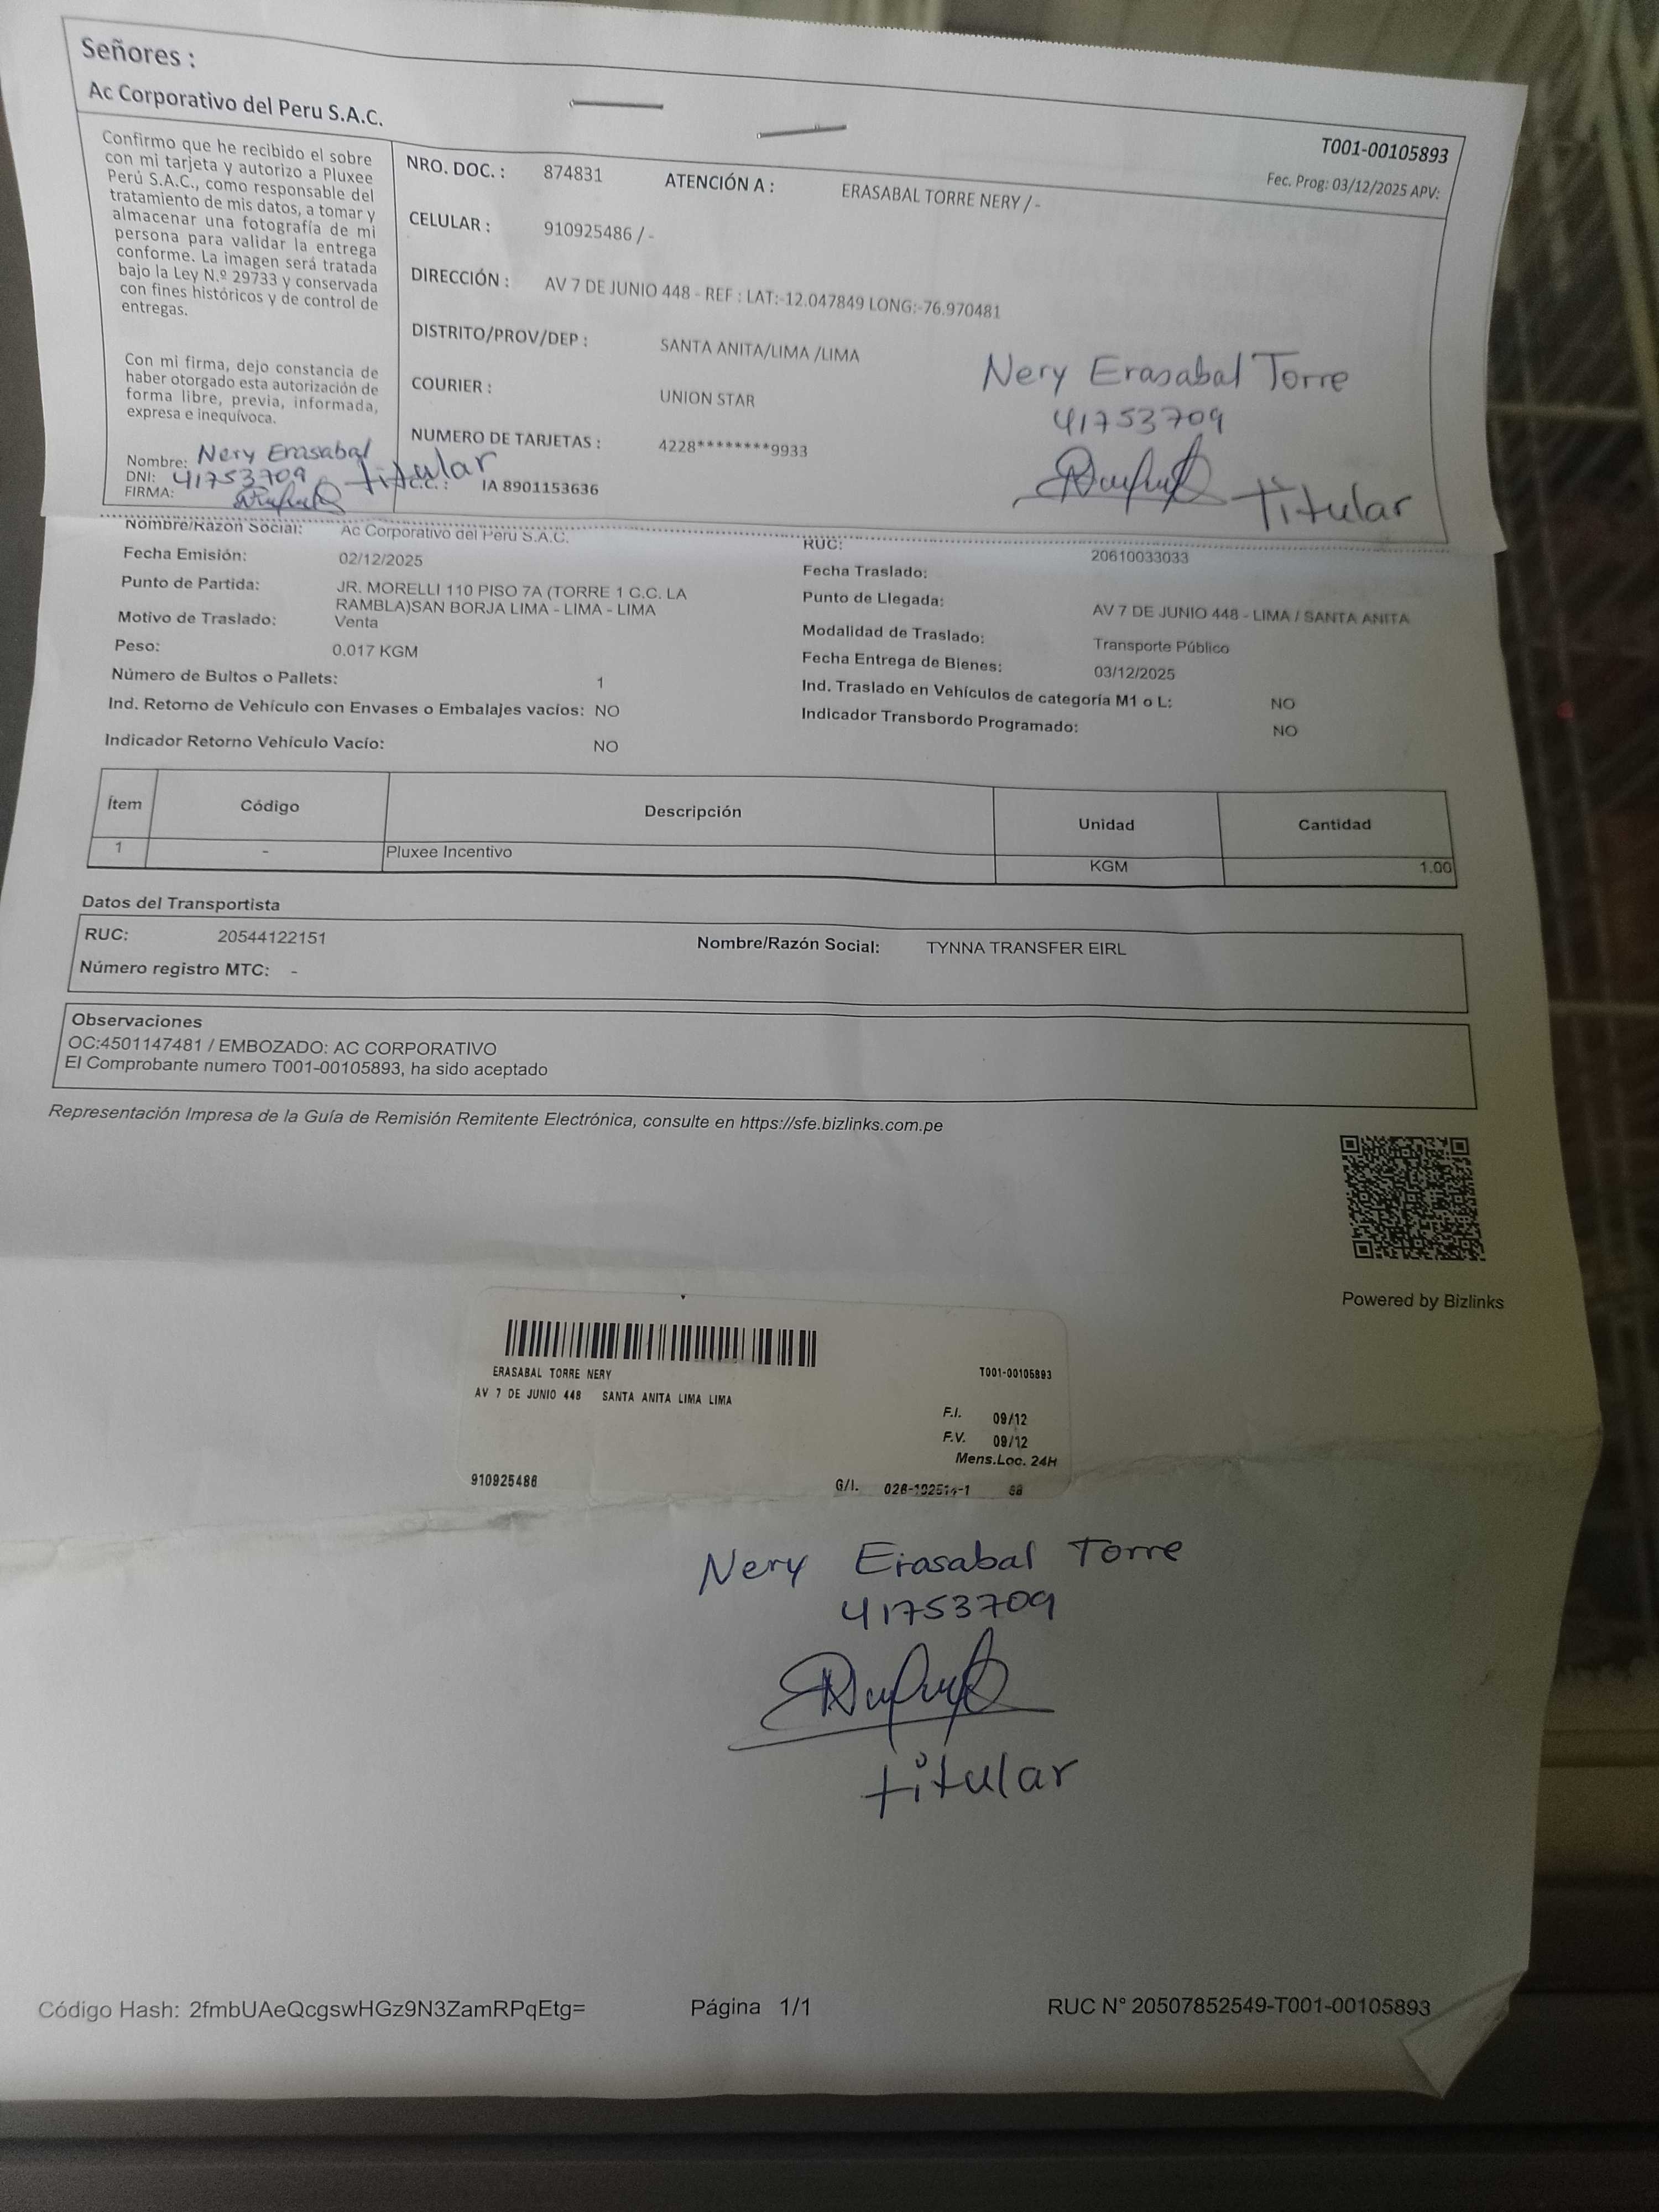 Señores :
Ac Corporativo del Peru S.A.C.
T001-00105893
Fec. Prog: 03/12/2025 APV:
Confirmo que he recibido el sobre
con mi tarjeta y autorizo a Pluxee
Perú S.A.C., como responsable del
tratamiento de mis datos, a tomar y
almacenar una fotografía de mi
persona para validar la entrega
conforme. La imagen será tratada
bajo la Ley N.º 29733 y conservada
con fines históricos y de control de
entregas.
Con mi firma, dejo constancia de
haber otorgado esta autorización de
forma libre, previa, informada,
expresa e inequívoca.
Nombre: Nery Erasabal
DNI: 41753709 titular
FIRMA:
NRO. DOC. : 874831 ATENCIÓN A : ERASABAL TORRE NERY / -
CELULAR : 910925486 / -
DIRECCIÓN : AV 7 DE JUNIO 448 - REF : LAT:-12.047849 LONG:-76.970481
DISTRITO/PROV/DEP : SANTA ANITA/LIMA /LIMA
COURIER : UNION STAR
NUMERO DE TARJETAS : 4228********9933
C.C. : IA 8901153636
Nery Erasabal Torre
41753709
Titular
Nombre/Razón Social: Ac Corporativo del Peru S.A.C. RUC: 20610033033
Fecha Emisión: 02/12/2025 Fecha Traslado:
Punto de Partida: JR. MORELLI 110 PISO 7A (TORRE 1 C.C. LA
RAMBLA)SAN BORJA LIMA - LIMA - LIMA
Punto de Llegada: AV 7 DE JUNIO 448 - LIMA / SANTA ANITA
Motivo de Traslado: Venta Modalidad de Traslado: Transporte Público
Peso: 0.017 KGM Fecha Entrega de Bienes: 03/12/2025
Número de Bultos o Pallets: 1 Ind. Traslado en Vehículos de categoría M1 o L: NO
Ind. Retorno de Vehículo con Envases o Embalajes vacíos: NO Indicador Transbordo Programado: NO
Indicador Retorno Vehículo Vacío: NO
Ítem Código Descripción Unidad Cantidad
1 - Pluxee Incentivo KGM 1.00
Datos del Transportista
RUC: 20544122151 Nombre/Razón Social: TYNNA TRANSFER EIRL
Número registro MTC: -
Observaciones
OC:4501147481 / EMBOZADO: AC CORPORATIVO
El Comprobante numero T001-00105893, ha sido aceptado
Representación Impresa de la Guía de Remisión Remitente Electrónica, consulte en https://sfe.bizlinks.com.pe
Powered by Bizlinks
ERASABAL TORRE NERY T001-00105893
AV 7 DE JUNIO 448 SANTA ANITA LIMA LIMA
F.I. 09/12
F.V. 09/12
Mens.Loc. 24H
910925486 G/I.
Nery Erasabal Torre
41753709
titular
Código Hash: 2fmbUAeQcgswHGz9N3ZamRPqEtg= Página 1/1 RUC N° 20507852549-T001-00105893